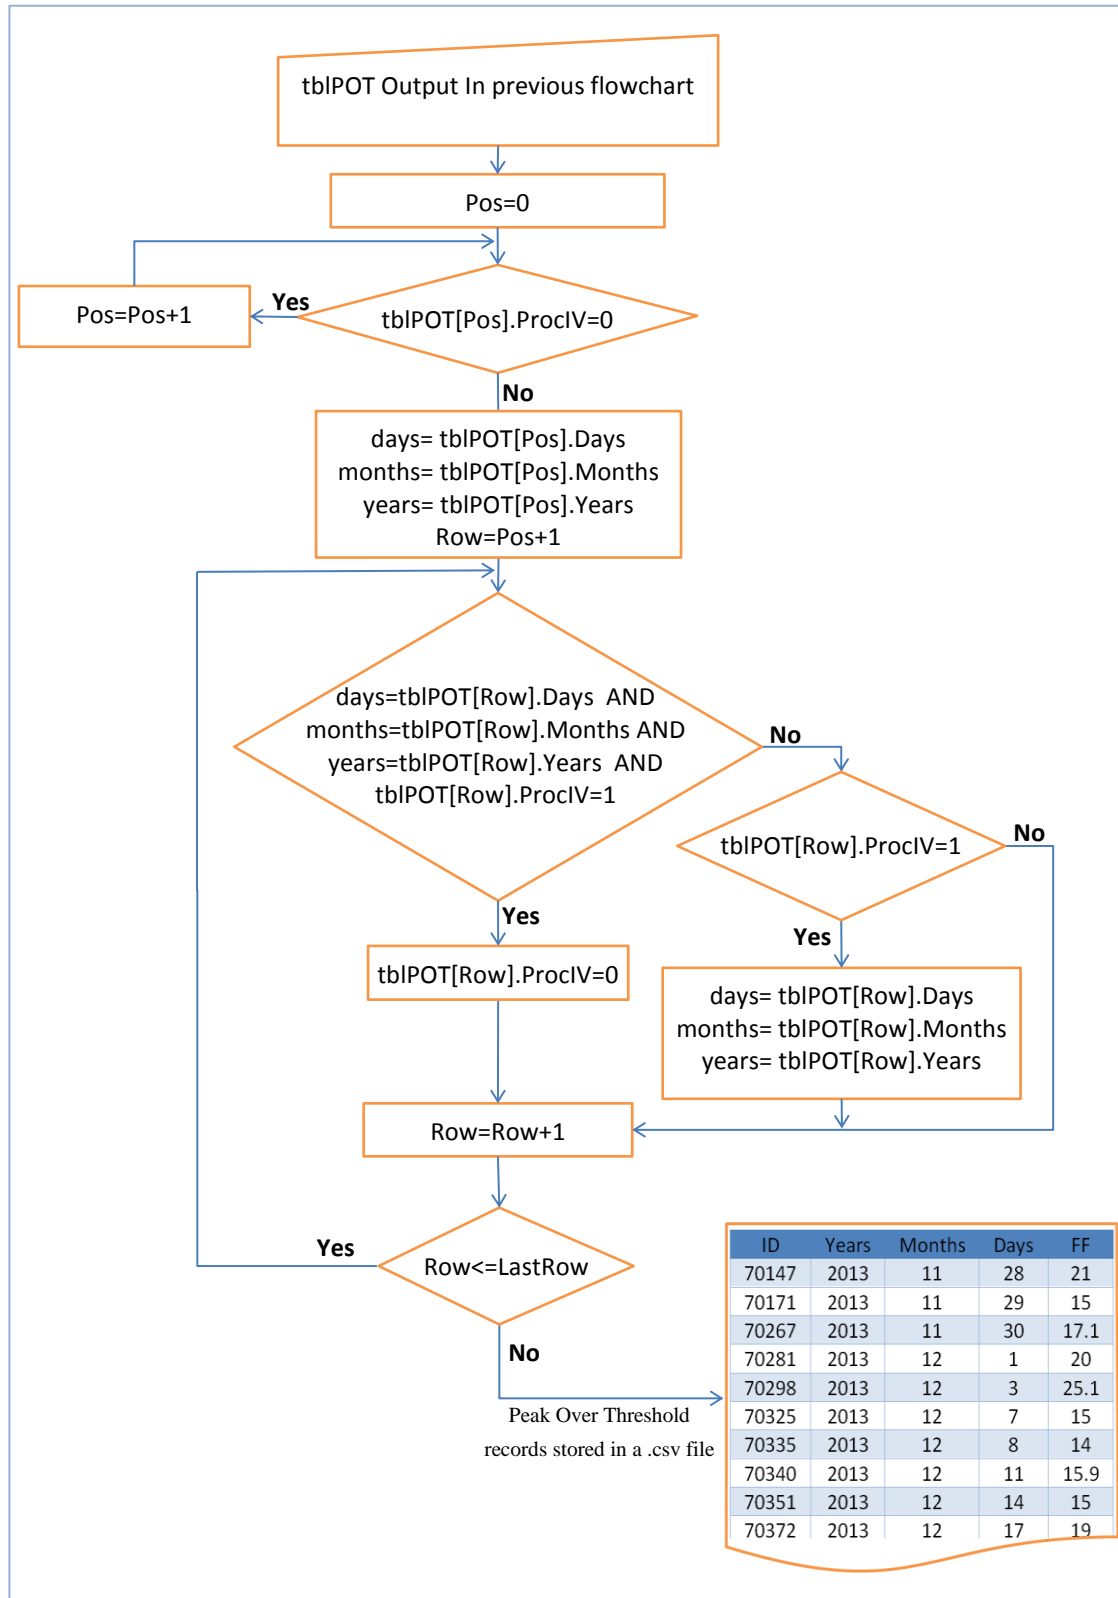 tblPOT Output In previous flowchart
Pos=0
Pos=Pos+1
Yes
tblPOT[Pos].ProcIV=0
No
days= tblPOT[Pos].Days
months= tblPOT[Pos].Months
years= tblPOT[Pos].Years
Row=Pos+1
days=tblPOT[Row].Days AND
months=tblPOT[Row].Months AND
years=tblPOT[Row].Years AND
tblPOT[Row].ProcIV=1
No
tblPOT[Row].ProcIV=1
No
Yes
Yes
tblPOT[Row].ProcIV=0
days= tblPOT[Row].Days
months= tblPOT[Row].Months
years= tblPOT[Row].Years
Row=Row+1
Yes
Row<=LastRow
No
Peak Over Threshold
records stored in a .csv file
ID Years Months Days FF
70147 2013 11 28 21
70171 2013 11 29 15
70267 2013 11 30 17.1
70281 2013 12 1 20
70298 2013 12 3 25.1
70325 2013 12 7 15
70335 2013 12 8 14
70340 2013 12 11 15.9
70351 2013 12 14 15
70372 2013 12 17 19